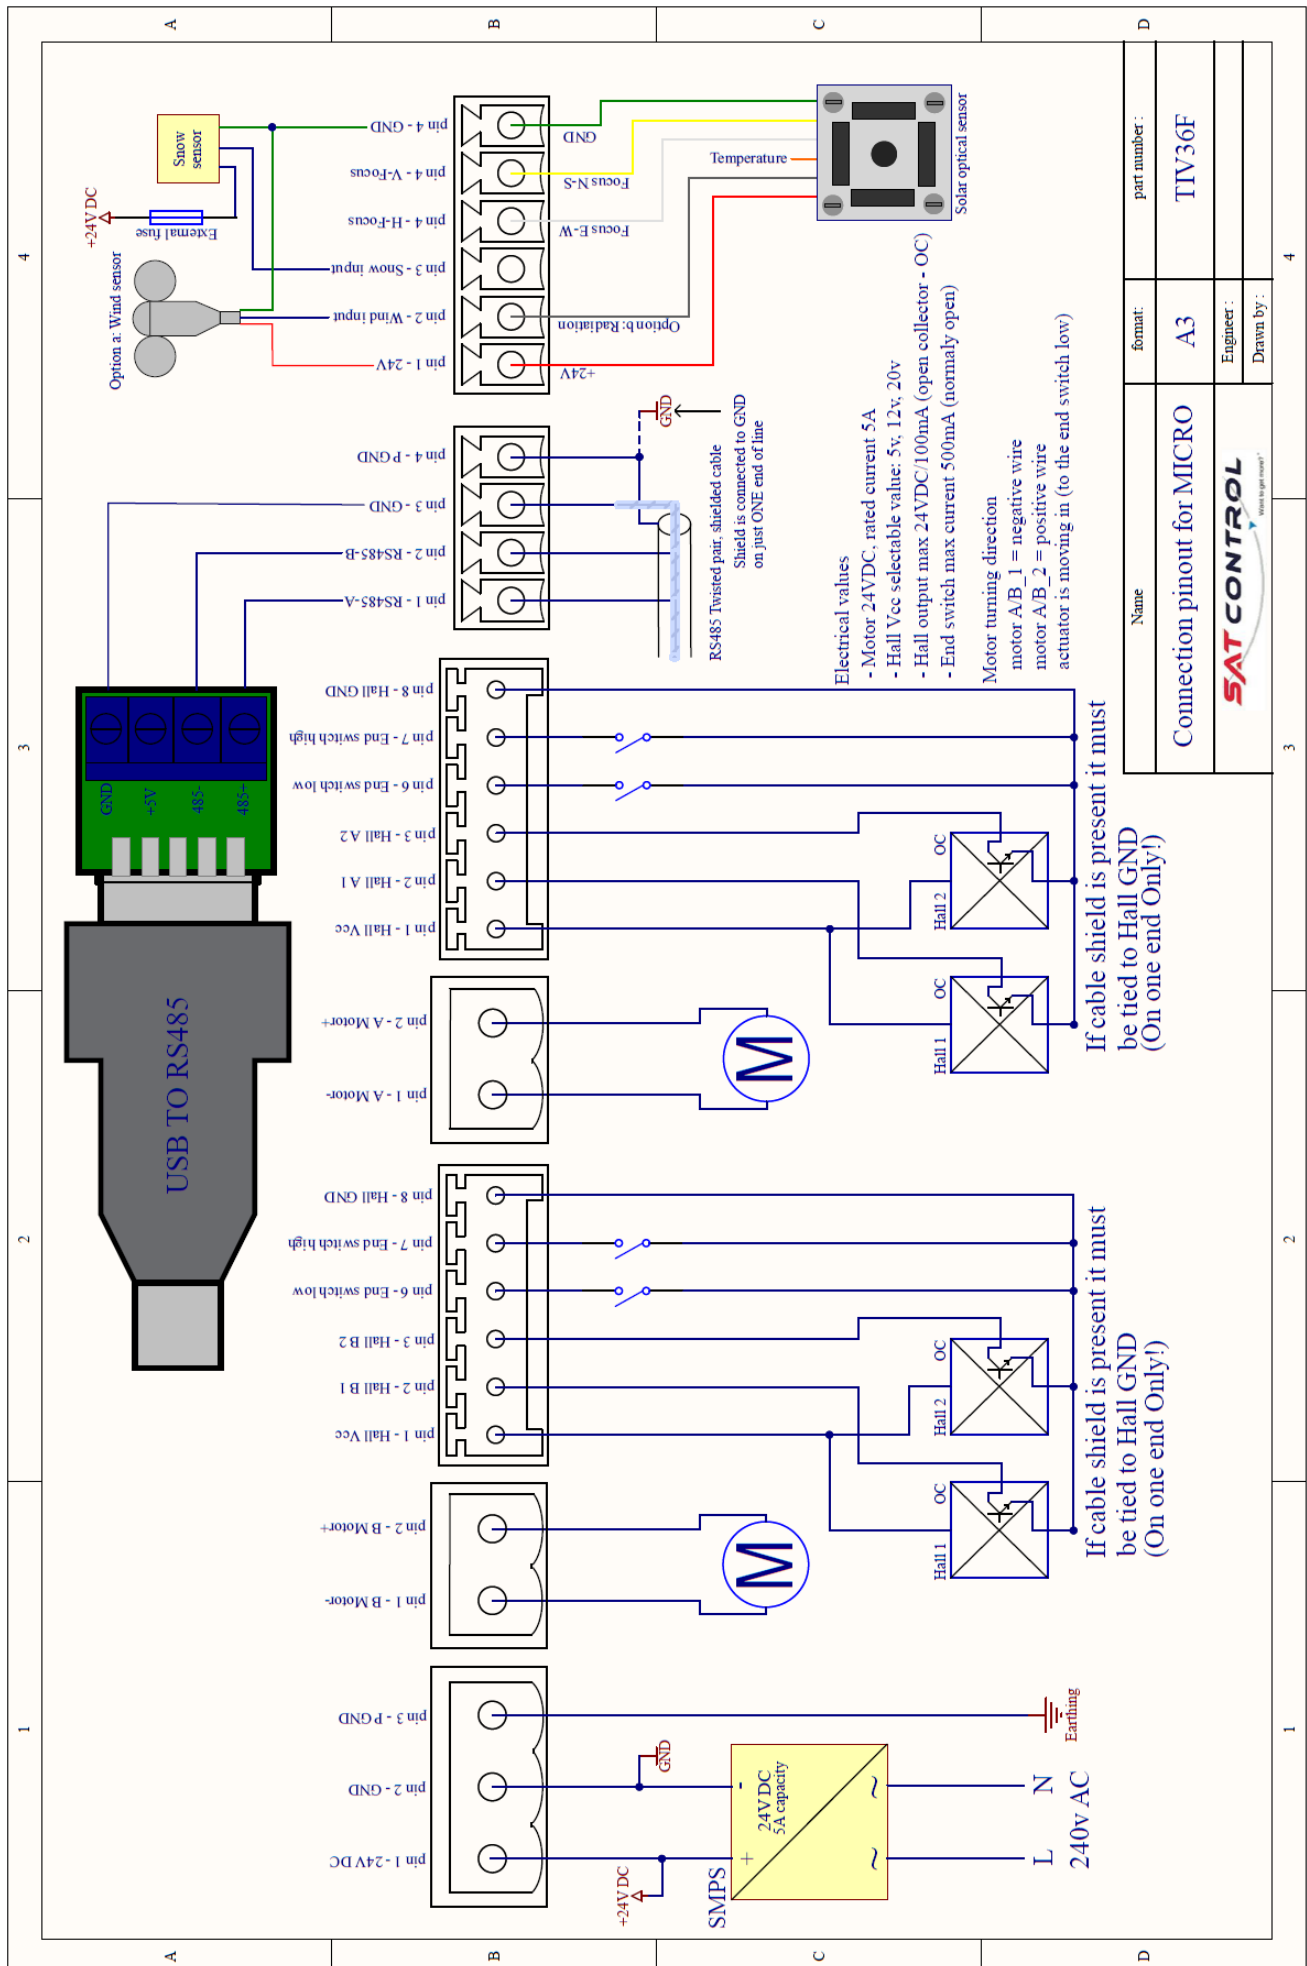 USB TO RS485
GND
+5V
485-
485+
Option a: Wind sensor
+24V DC
External fuse
Snow
sensor
pin 1 - 24V DC
pin 2 - GND
pin 3 - P GND
pin 1 - B Motor-
pin 2 - B Motor+
pin 1 - Hall Vcc
pin 2 - Hall B 1
pin 3 - Hall B 2
pin 6 - End switch low
pin 7 - End switch high
pin 8 - Hall GND
pin 1 - A Motor-
pin 2 - A Motor+
pin 1 - Hall Vcc
pin 2 - Hall A 1
pin 3 - Hall A 2
pin 6 - End switch low
pin 7 - End switch high
pin 8 - Hall GND
pin 1 - RS485-A
pin 2 - RS485-B
pin 3 - GND
pin 4 - P GND
pin 1 - 24V
pin 2 - Wind input
pin 3 - Snow input
pin 4 - H-Focus
pin 4 - V-Focus
pin 4 - GND
+24V
Option b: Radiation
Focus E-W
Focus N-S
GND
Temperature
Solar optical sensor
+24V DC
GND
SMPS
+
-
24V DC
5A capacity
~
~
L
N
240v AC
Earthing
M
Hall 1
OC
Hall 2
OC
If cable shield is present it must
be tied to Hall GND
(On one end Only!)
M
Hall 1
OC
Hall 2
OC
If cable shield is present it must
be tied to Hall GND
(On one end Only!)
GND
RS485 Twisted pair, shielded cable
Shield is connected to GND
on just ONE end of line
Electrical values
- Motor 24VDC, rated current 5A
- Hall Vcc selectable value: 5v, 12v, 20v
- Hall output max 24VDC/100mA (open collector - OC)
- End switch max current 500mA (normaly open)
Motor turning direction
motor A/B_1 = negative wire
motor A/B_2 = positive wire
actuator is moving in (to the end switch low)
Name
format:
part number :
Connection pinout for MICRO
A3
TIV36F
SAT CONTROL
Want to get more?
Engineer :
Drawn by :
1
2
3
4
1
2
3
4
A
B
C
D
A
B
C
D